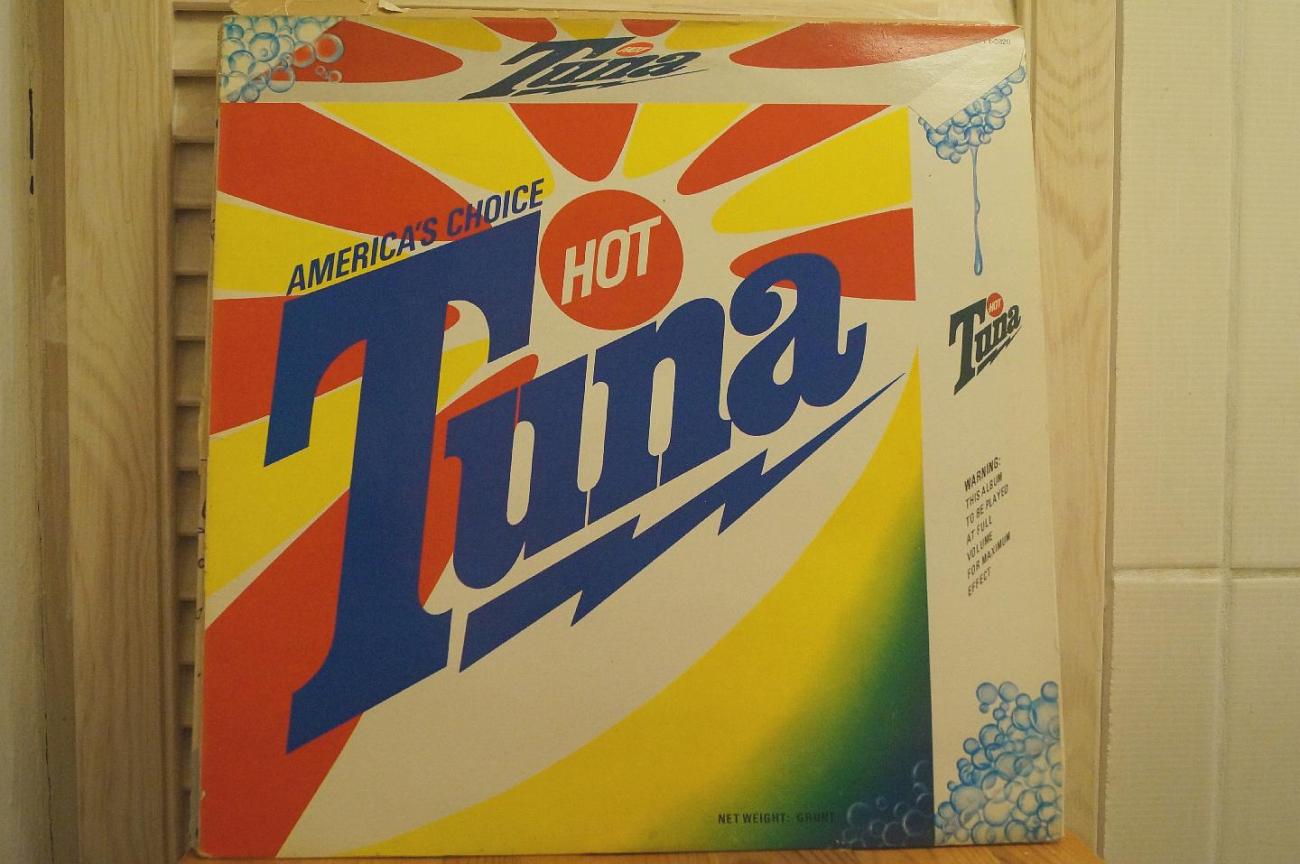 HOT
Tuna
AMERICA'S CHOICE
HOT
Tuna
HOT
Tuna
WARNING:
THIS ALBUM
TO BE PLAYED
AT FULL
VOLUME
FOR MAXIMUM
EFFECT
NET WEIGHT: GRUNT